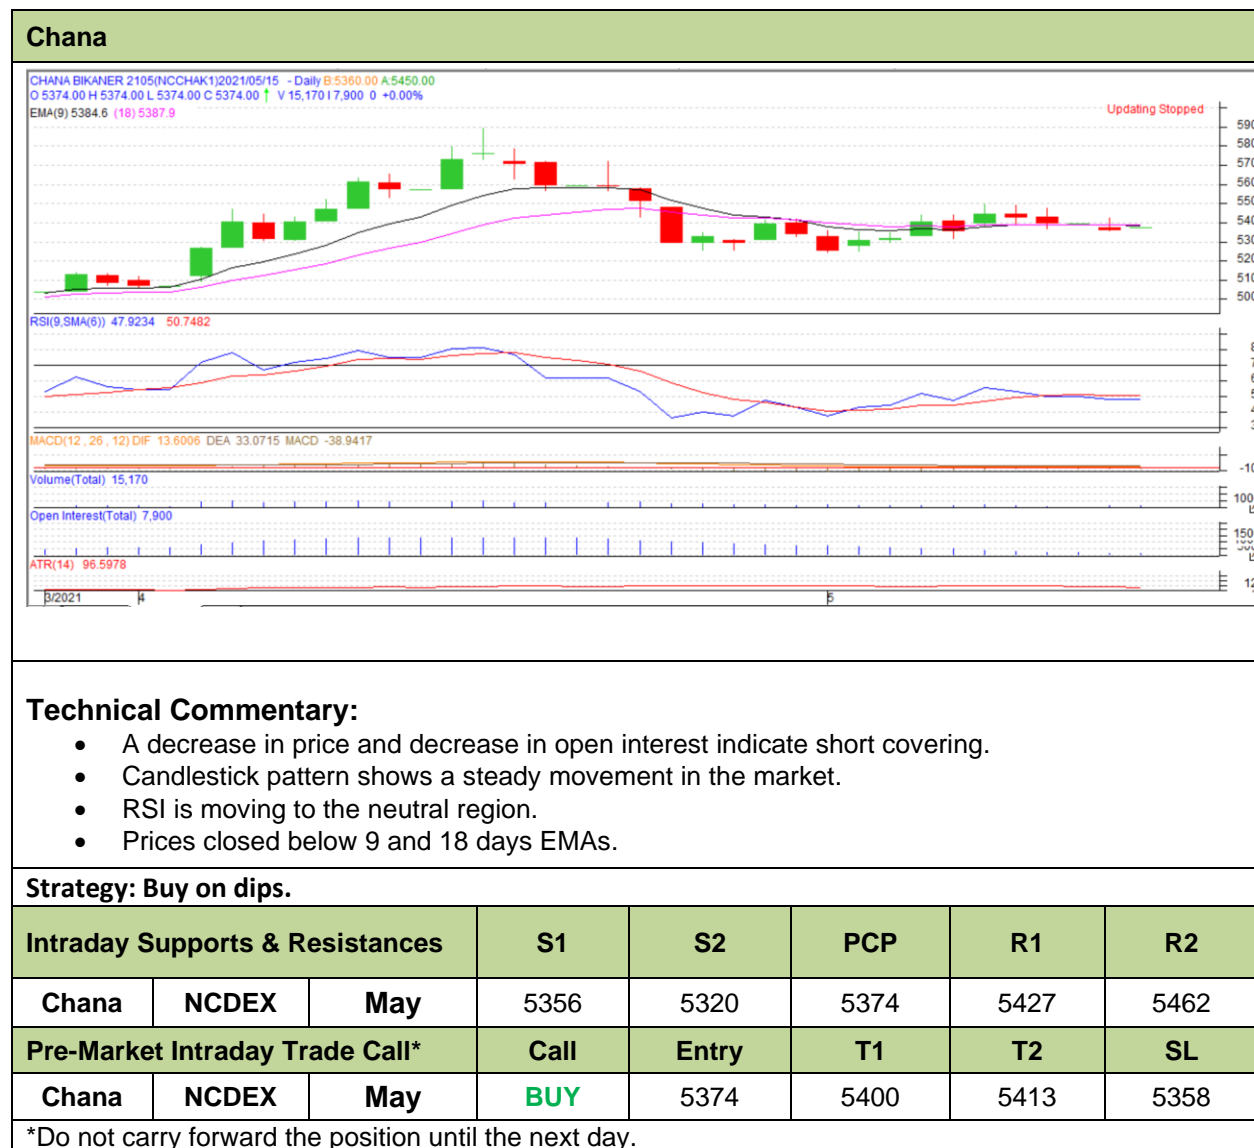 Chana
CHANA BIKANER 2105(NCCHAK1)2021/05/15 - Daily B:5360.00 A:5450.00
O 5374.00 H 5374.00 L 5374.00 C 5374.00 ↑ V 15,170 I 7,900 0 +0.00%
EMA(9) 5384.6 (18) 5387.9
Updating Stopped
RSI(9,SMA(6)) 47.9234 50.7482
MACD(12 , 26 , 12) DIF 13.6006 DEA 33.0715 MACD -38.9417
Volume(Total) 15,170
Open Interest(Total) 7,900
ATR(14) 96.5978
3/2021 4 5
Technical Commentary:
• A decrease in price and decrease in open interest indicate short covering.
• Candlestick pattern shows a steady movement in the market.
• RSI is moving to the neutral region.
• Prices closed below 9 and 18 days EMAs.
Strategy: Buy on dips.
Intraday Supports & Resistances S1 S2 PCP R1 R2
Chana NCDEX May 5356 5320 5374 5427 5462
Pre-Market Intraday Trade Call* Call Entry T1 T2 SL
Chana NCDEX May BUY 5374 5400 5413 5358
*Do not carry forward the position until the next day.